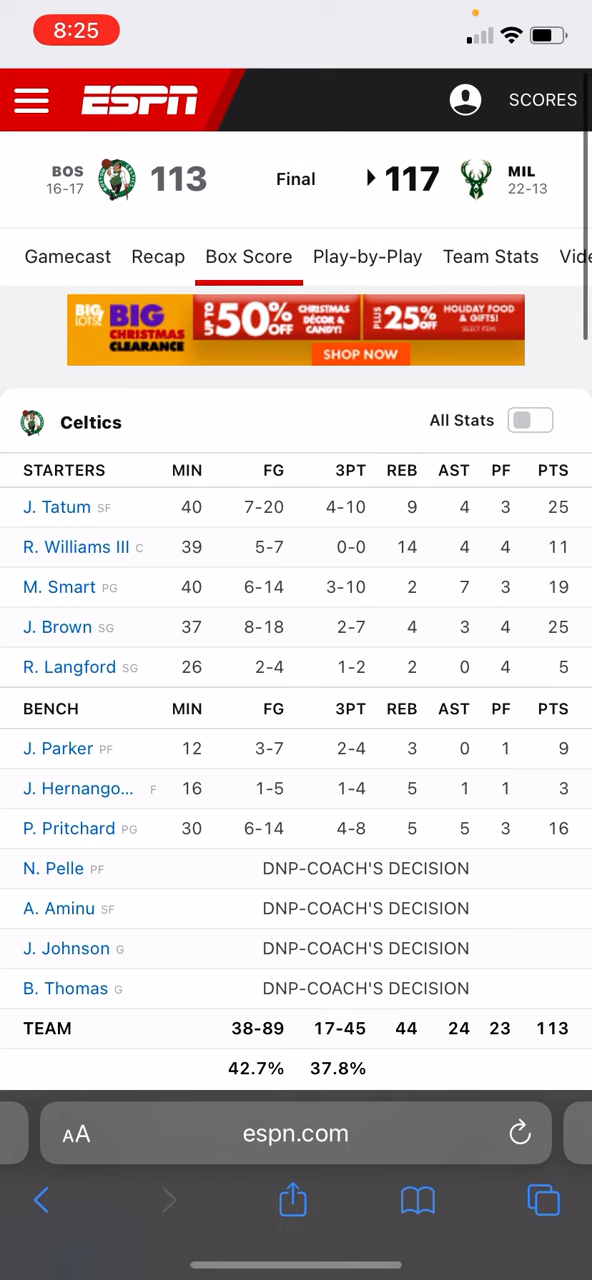 8:25
ESPN
SCORES
BOS 113 Final 117 MIL
16-17 22-13
Gamecast Recap Box Score Play-by-Play Team Stats Vide
BIG LOTS! BIG CHRISTMAS CLEARANCE UP TO 50% OFF CHRISTMAS DÉCOR & CANDY! PLUS 25% OFF HOLIDAY FOOD & GIFTS! SELECT ITEMS
SHOP NOW
Celtics All Stats
STARTERS MIN FG 3PT REB AST PF PTS
J. Tatum SF 40 7-20 4-10 9 4 3 25
R. Williams III C 39 5-7 0-0 14 4 4 11
M. Smart PG 40 6-14 3-10 2 7 3 19
J. Brown SG 37 8-18 2-7 4 3 4 25
R. Langford SG 26 2-4 1-2 2 0 4 5
BENCH MIN FG 3PT REB AST PF PTS
J. Parker PF 12 3-7 2-4 3 0 1 9
J. Hernango... F 16 1-5 1-4 5 1 1 3
P. Pritchard PG 30 6-14 4-8 5 5 3 16
N. Pelle PF DNP-COACH'S DECISION
A. Aminu SF DNP-COACH'S DECISION
J. Johnson G DNP-COACH'S DECISION
B. Thomas G DNP-COACH'S DECISION
TEAM 38-89 17-45 44 24 23 113
42.7% 37.8%
AA espn.com